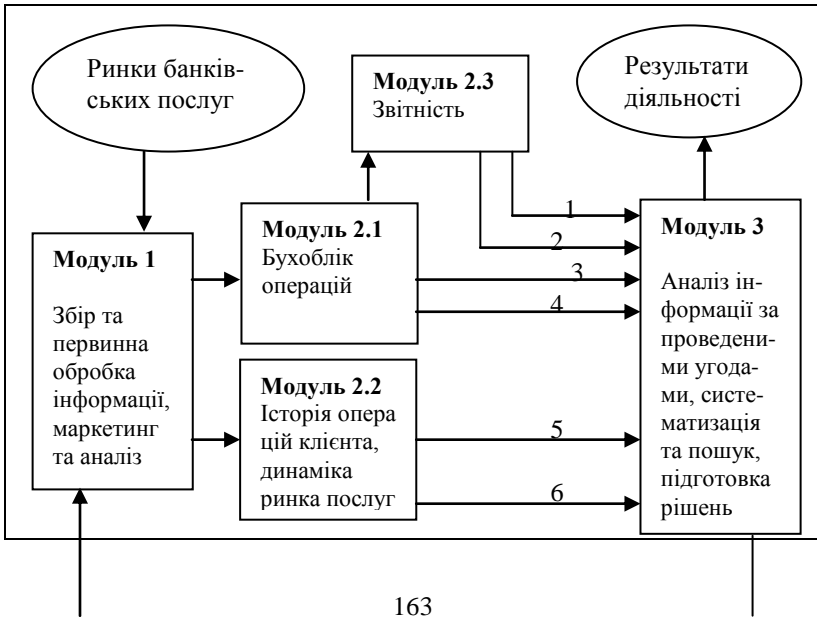 Ринки банків-
ських послуг
Модуль 2.3
Звітність
Результати
діяльності
Модуль 1
Збір та
первинна
обробка
інформації,
маркетинг
та аналіз
Модуль 2.1
Бухоблік
операцій
Модуль 2.2
Історія опера
цій клієнта,
динаміка
ринка послуг
1
2
3
4
5
6
Модуль 3
Аналіз ін-
формації за
проведени-
ми угода-
ми, систе-
матизація
та пошук,
підготовка
рішень
163